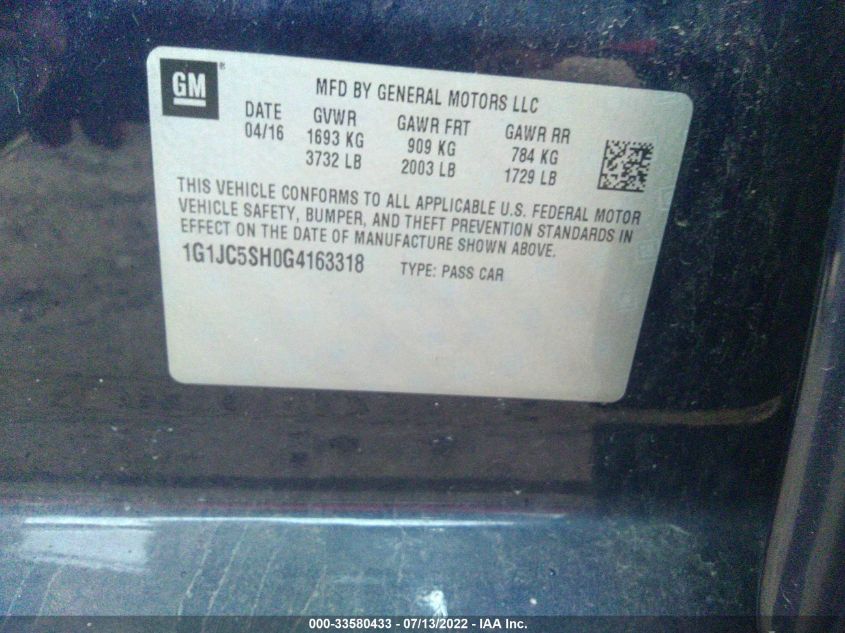 GM®
MFD BY GENERAL MOTORS LLC
DATE GVWR GAWR FRT GAWR RR
04/16 1693 KG 909 KG 784 KG
3732 LB 2003 LB 1729 LB
THIS VEHICLE CONFORMS TO ALL APPLICABLE U.S. FEDERAL MOTOR
VEHICLE SAFETY, BUMPER, AND THEFT PREVENTION STANDARDS IN
EFFECT ON THE DATE OF MANUFACTURE SHOWN ABOVE.
1G1JC5SH0G4163318 TYPE: PASS CAR
000-33580433 - 07/13/2022 - IAA Inc.